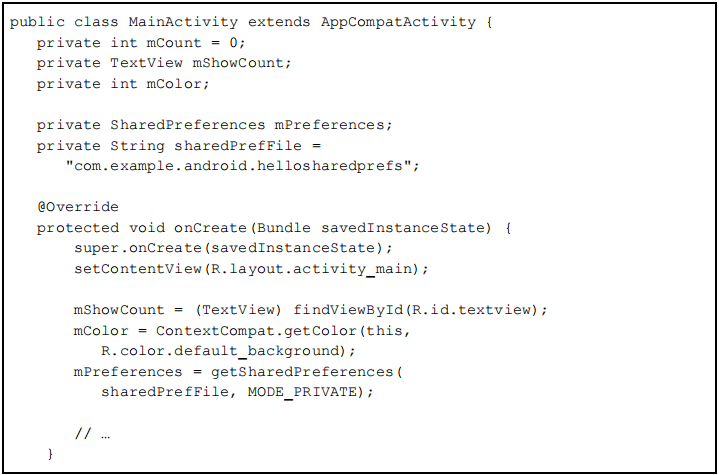 public class MainActivity extends AppCompatActivity {
private int mCount = 0;
private TextView mShowCount;
private int mColor;
private SharedPreferences mPreferences;
private String sharedPrefFile =
"com.example.android.hellosharedprefs";
@Override
protected void onCreate(Bundle savedInstanceState) {
super.onCreate(savedInstanceState);
setContentView(R.layout.activity_main);
mShowCount = (TextView) findViewById(R.id.textview);
mColor = ContextCompat.getColor(this,
R.color.default_background);
mPreferences = getSharedPreferences(
sharedPrefFile, MODE_PRIVATE);
// …
}